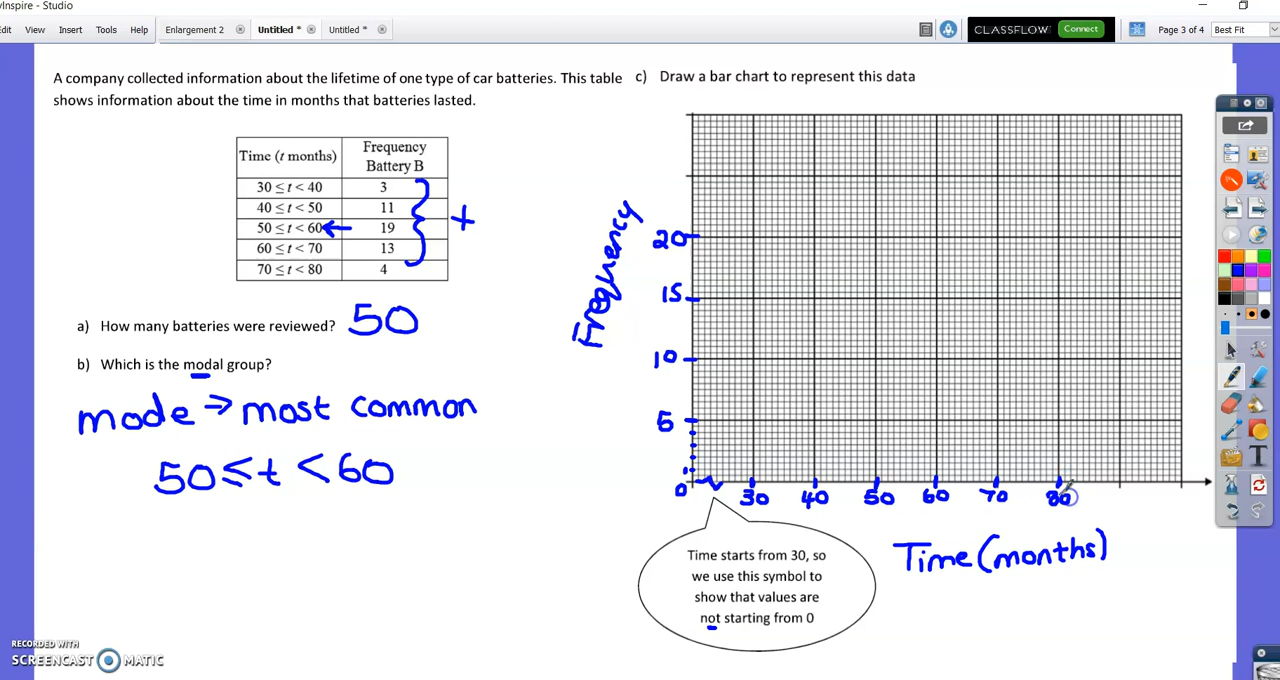 yInspire - Studio
Edit View Insert Tools Help
Enlargement 2
Untitled *
Untitled *
CLASSFLOW Connect
Page 3 of 4
Best Fit
A company collected information about the lifetime of one type of car batteries. This table
shows information about the time in months that batteries lasted.
Time (t months) Frequency Battery B
30 ≤ t < 40 3
40 ≤ t < 50 11
50 ≤ t < 60 19
60 ≤ t < 70 13
70 ≤ t < 80 4
+
a) How many batteries were reviewed? 50
b) Which is the modal group?
mode → most common
50 ≤ t < 60
c) Draw a bar chart to represent this data
Frequency
20
15
10
5
0
0 30 40 50 60 70 80
Time (months)
Time starts from 30, so
we use this symbol to
show that values are
not starting from 0
RECORDED WITH
SCREENCAST MATIC
T